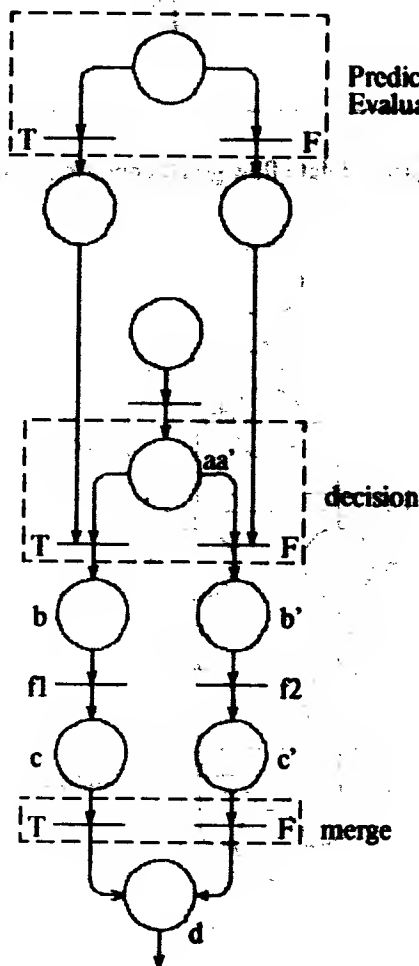 Predic
Evalua
T F
aa'
decision
T F
b b'
f1 f2
c c'
T F merge
d